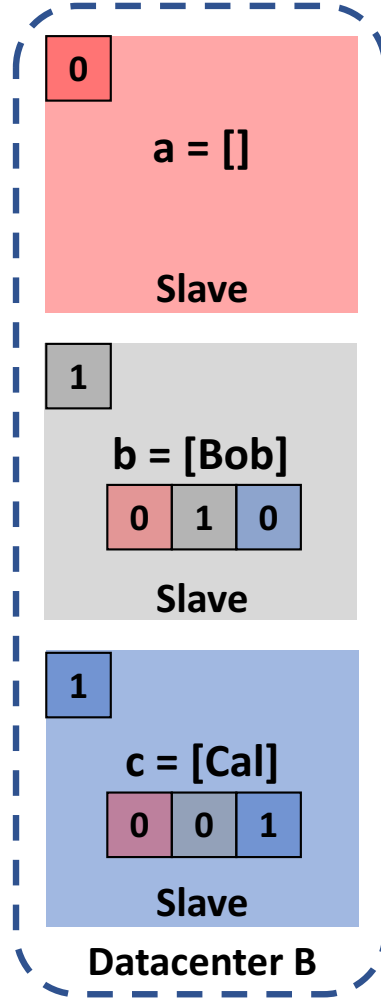 0
a = []
Slave
1
b = [Bob]
0 1 0
Slave
1
c = [Cal]
0 0 1
Slave
Datacenter B